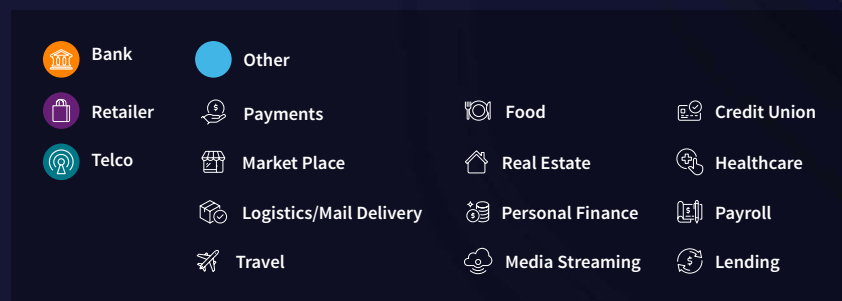 Bank
Other
Retailer
Payments
Food
Credit Union
Telco
Market Place
Real Estate
Healthcare
Logistics/Mail Delivery
Personal Finance
Payroll
Travel
Media Streaming
Lending